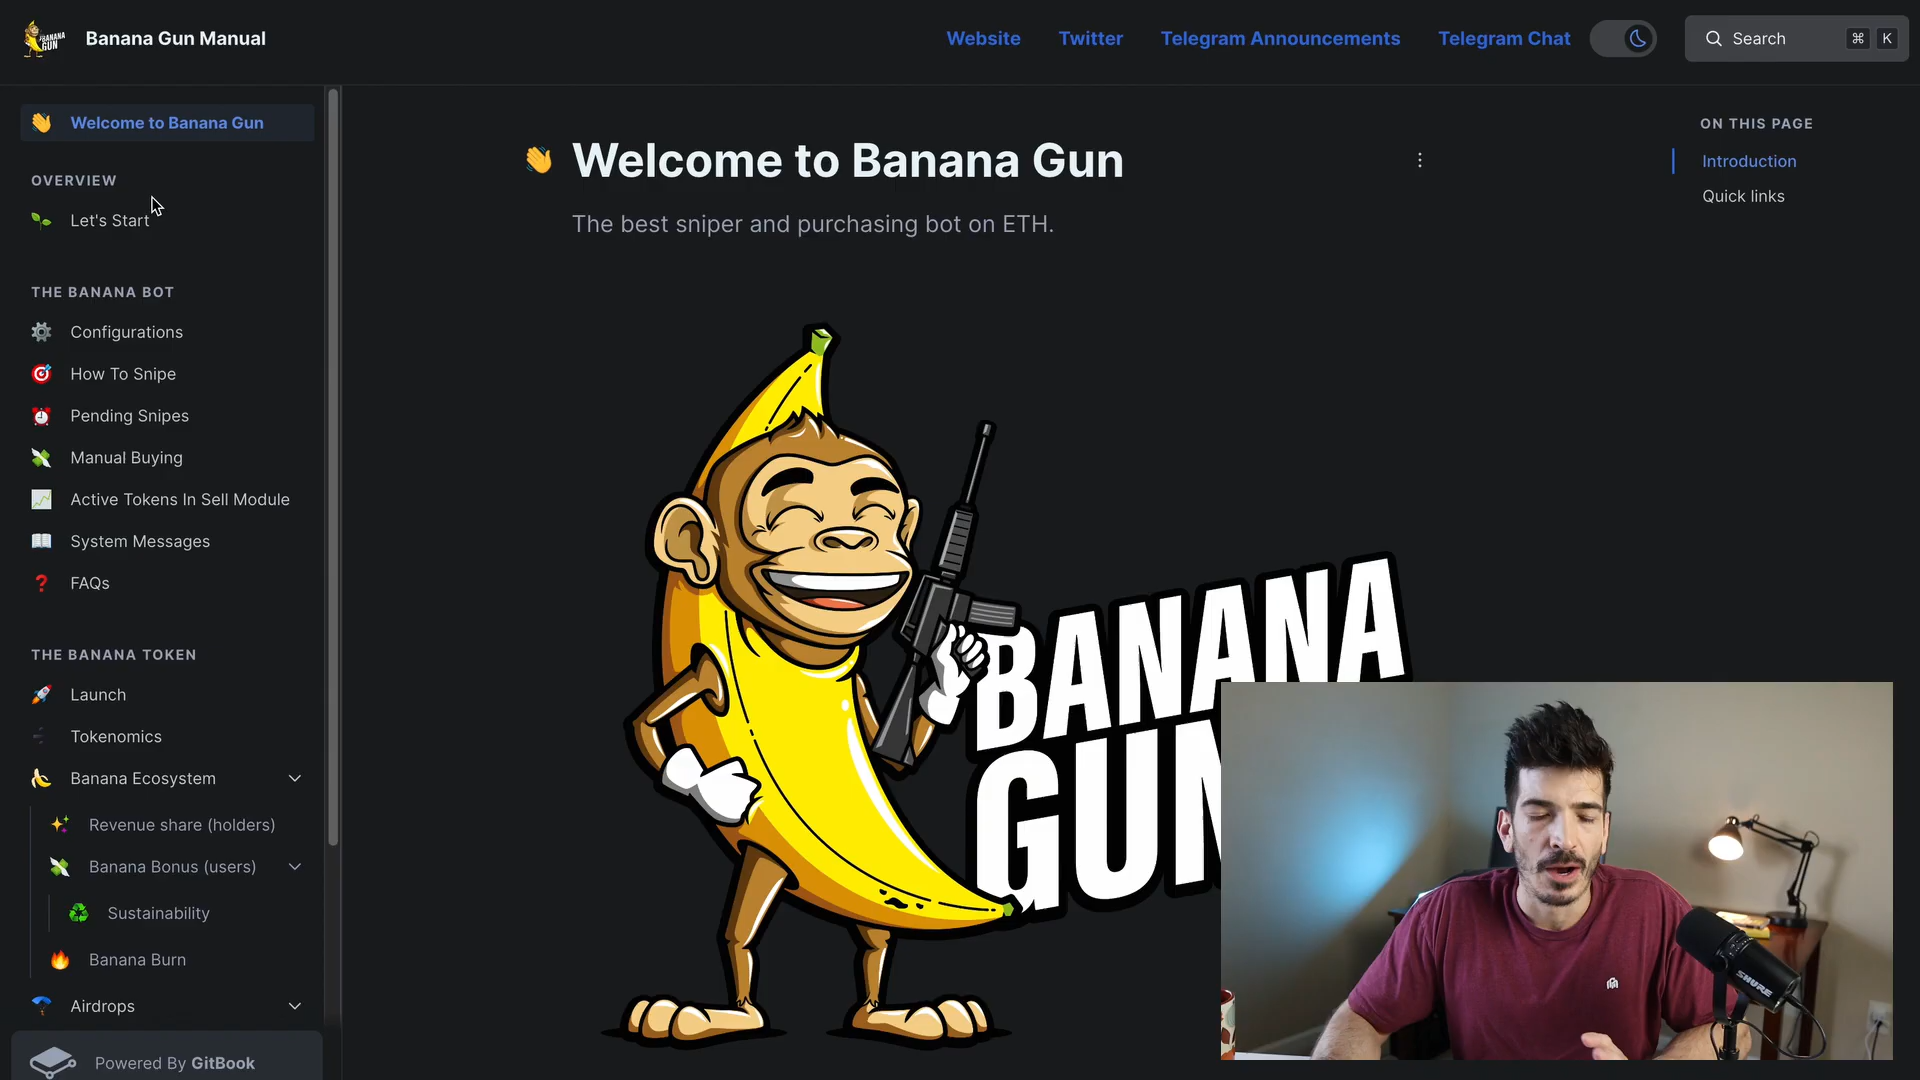 BANANA
GUN
Banana Gun Manual
Website
Twitter
Telegram Announcements
Telegram Chat
Search
⌘
K
Welcome to Banana Gun
OVERVIEW
Let's Start
THE BANANA BOT
Configurations
How To Snipe
Pending Snipes
Manual Buying
Active Tokens In Sell Module
System Messages
FAQs
THE BANANA TOKEN
Launch
Tokenomics
Banana Ecosystem
Revenue share (holders)
Banana Bonus (users)
Sustainability
Banana Burn
Airdrops
Powered By GitBook
Welcome to Banana Gun
The best sniper and purchasing bot on ETH.
BANANA
GUN
ON THIS PAGE
Introduction
Quick links
SHURE